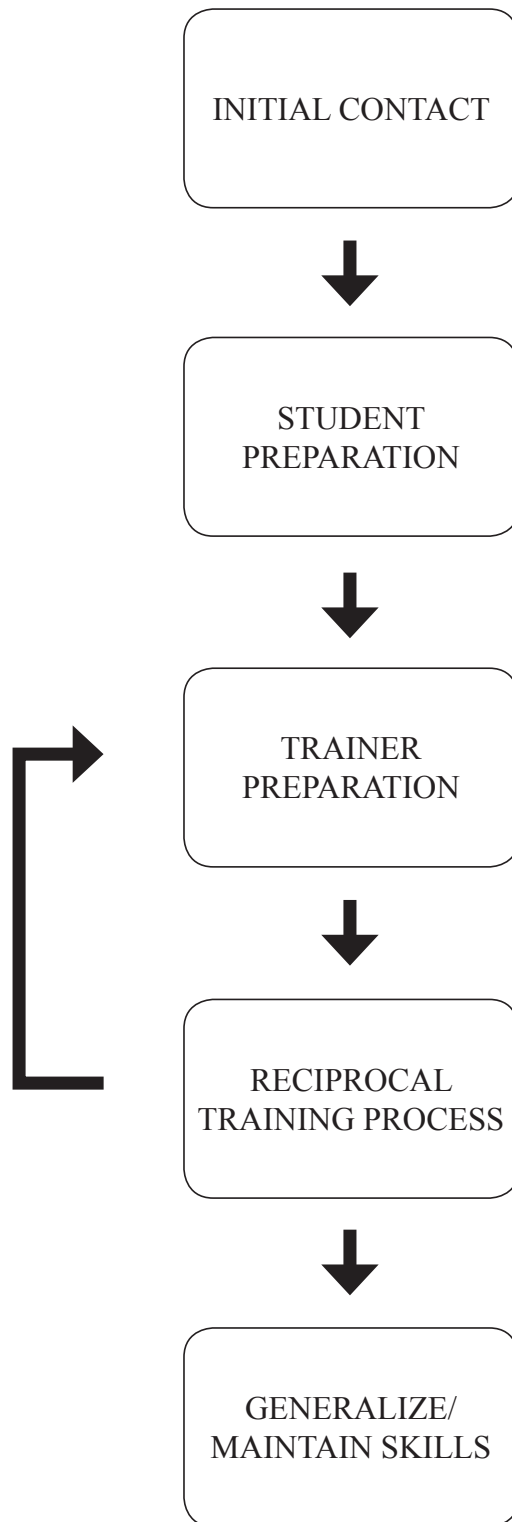 INITIAL CONTACT
STUDENT
PREPARATION
TRAINER
PREPARATION
RECIPROCAL
TRAINING PROCESS
GENERALIZE/
MAINTAIN SKILLS